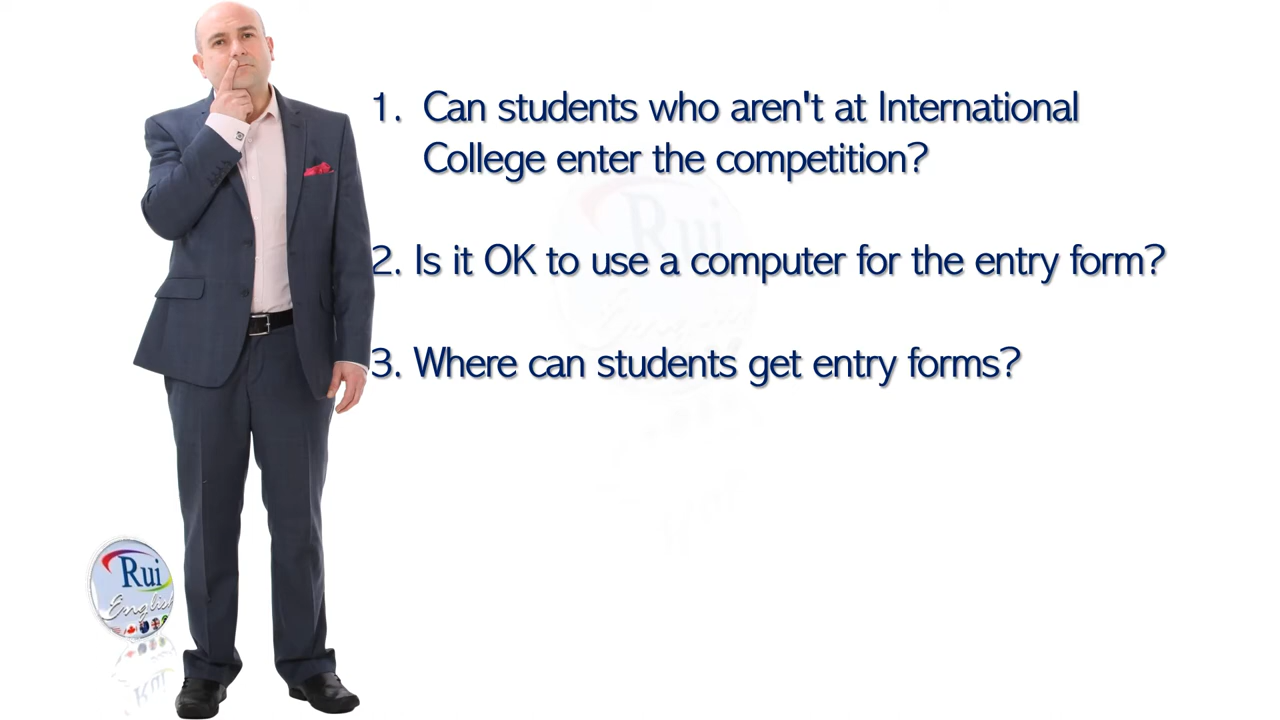 1. Can students who aren't at International
College enter the competition?
2. Is it OK to use a computer for the entry form?
3. Where can students get entry forms?
Rui
English